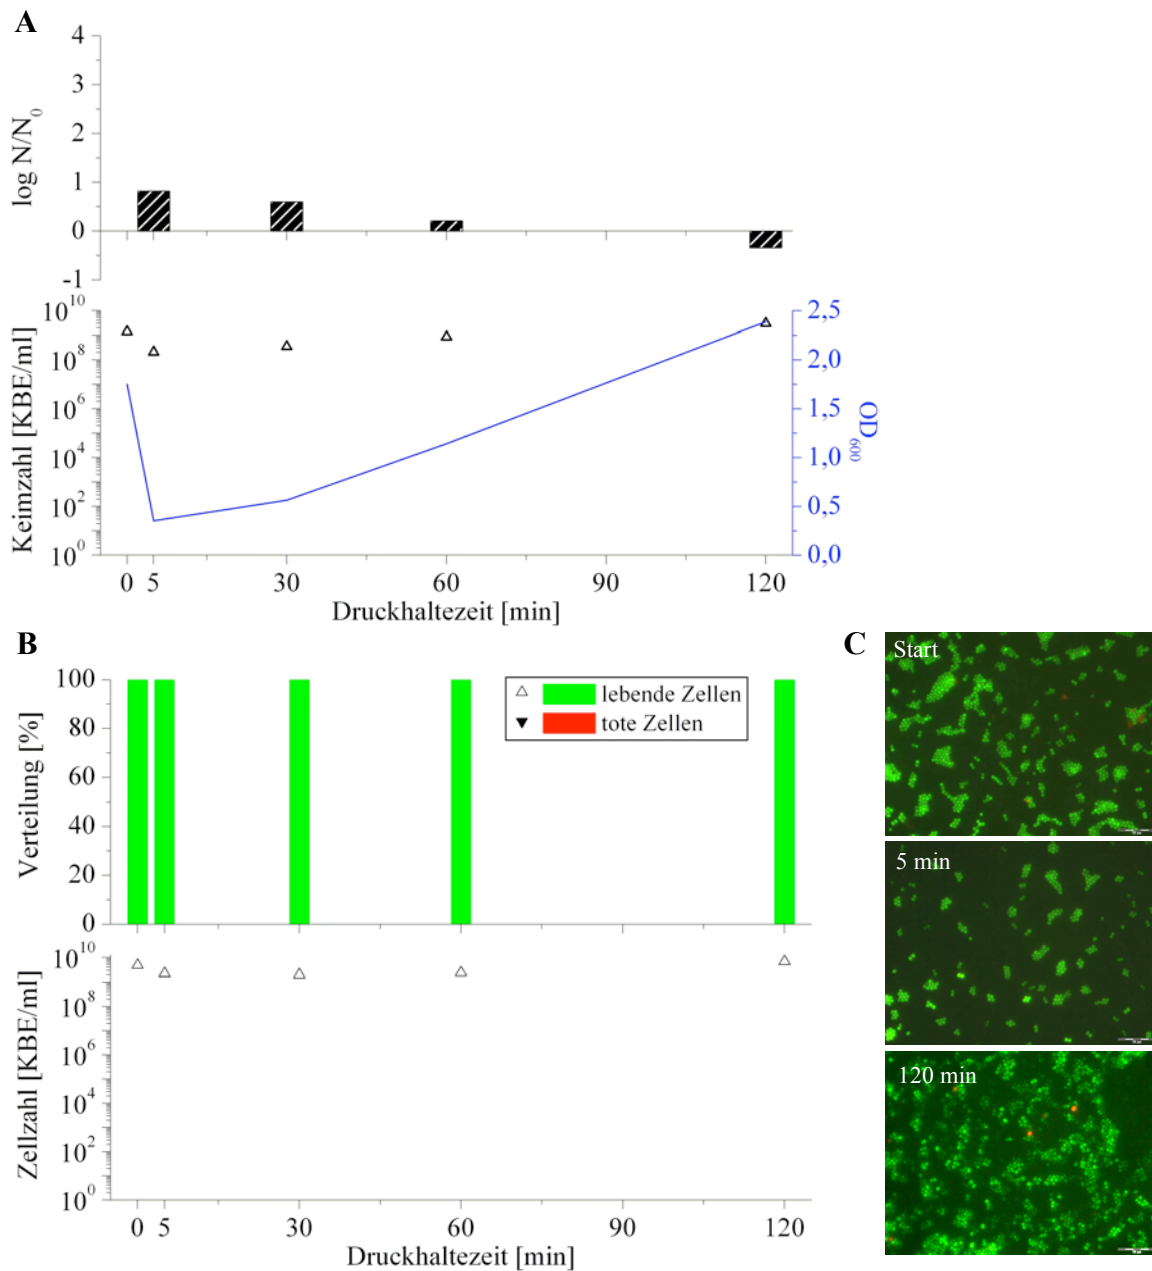 A
4
3
2
1
0
-1
log N/N0
10^10
10^8
10^6
10^4
10^2
10^0
Keimzahl [KBE/ml]
2,5
2,0
1,5
1,0
0,5
0,0
OD600
0 5 30 60 90 120
Druckhaltezeit [min]
B
100
80
60
40
20
0
Verteilung [%]
lebende Zellen
tote Zellen
10^10
10^8
10^6
10^4
10^2
10^0
Zellzahl [KBE/ml]
0 5 30 60 90 120
Druckhaltezeit [min]
C
Start
5 min
120 min